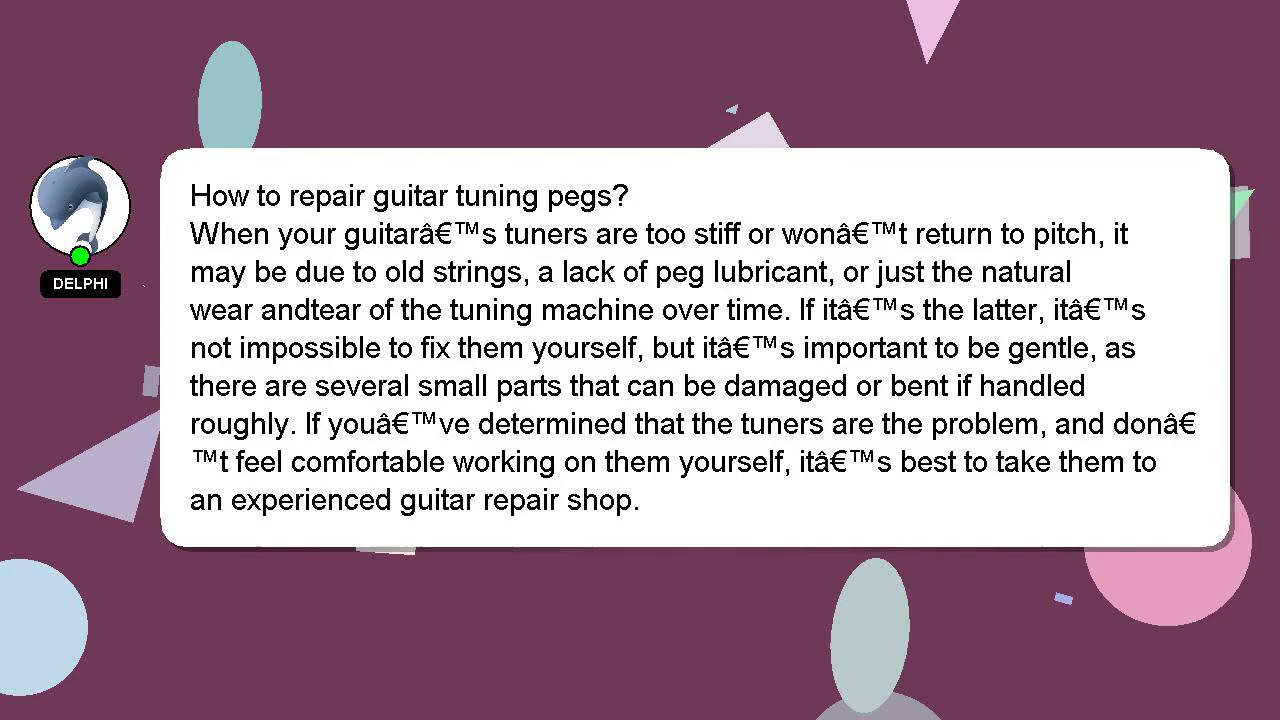 How to repair guitar tuning pegs?
When your guitarâ€™s tuners are too stiff or wonâ€™t return to pitch, it
may be due to old strings, a lack of peg lubricant, or just the natural
wear andtear of the tuning machine over time. If itâ€™s the latter, itâ€™s
not impossible to fix them yourself, but itâ€™s important to be gentle, as
there are several small parts that can be damaged or bent if handled
roughly. If youâ€™ve determined that the tuners are the problem, and donâ€
™t feel comfortable working on them yourself, itâ€™s best to take them to
an experienced guitar repair shop.
DELPHI